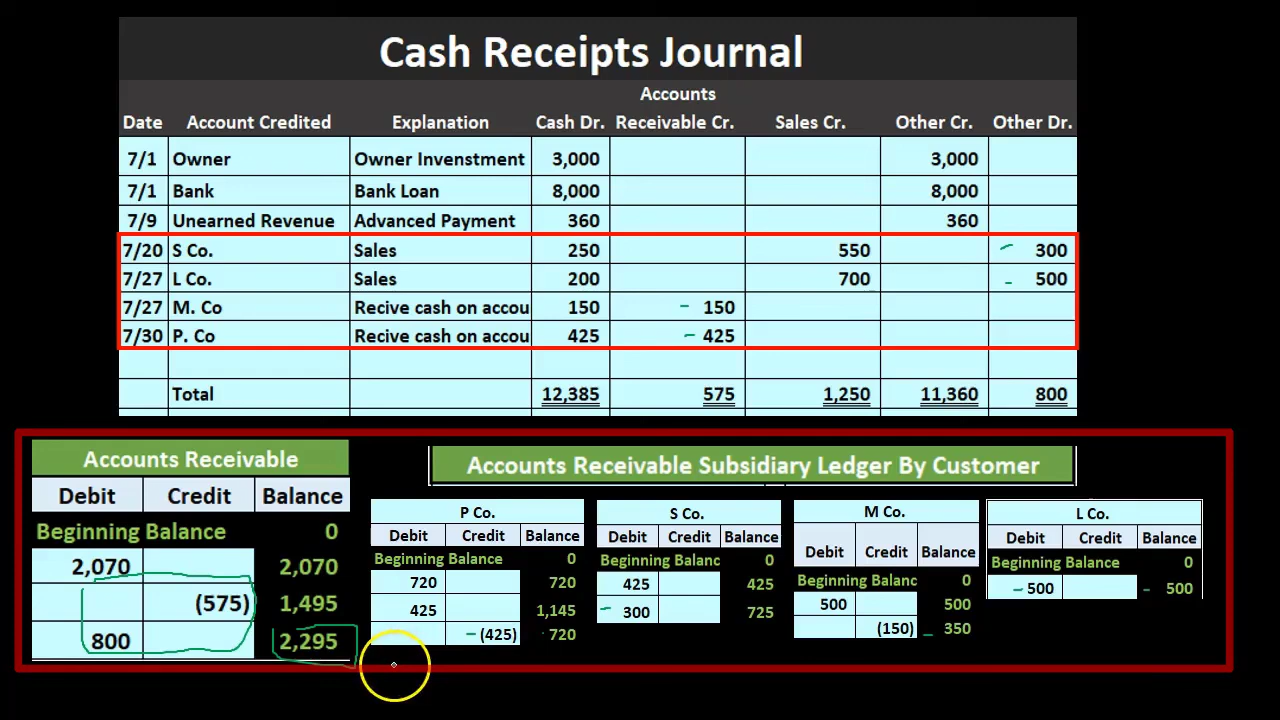 Cash Receipts Journal
Accounts
Date Account Credited Explanation Cash Dr. Receivable Cr. Sales Cr. Other Cr. Other Dr.
7/1 Owner Owner Invenstment 3,000 3,000
7/1 Bank Bank Loan 8,000 8,000
7/9 Unearned Revenue Advanced Payment 360 360
7/20 S Co. Sales 250 550 300
7/27 L Co. Sales 200 700 500
7/27 M. Co Recive cash on accou 150 150
7/30 P. Co Recive cash on accou 425 425
Total 12,385 575 1,250 11,360 800
Accounts Receivable
Debit Credit Balance
Beginning Balance 0
2,070 2,070
(575) 1,495
800 2,295
Accounts Receivable Subsidiary Ledger By Customer
P Co.
Debit Credit Balance
Beginning Balance 0
720 720
425 1,145
(425) 720
S Co.
Debit Credit Balance
Beginning Balanc 0
425 425
300 725
M Co.
Debit Credit Balance
Beginning Balanc 0
500 500
(150) 350
L Co.
Debit Credit Balance
Beginning Balance 0
500 500